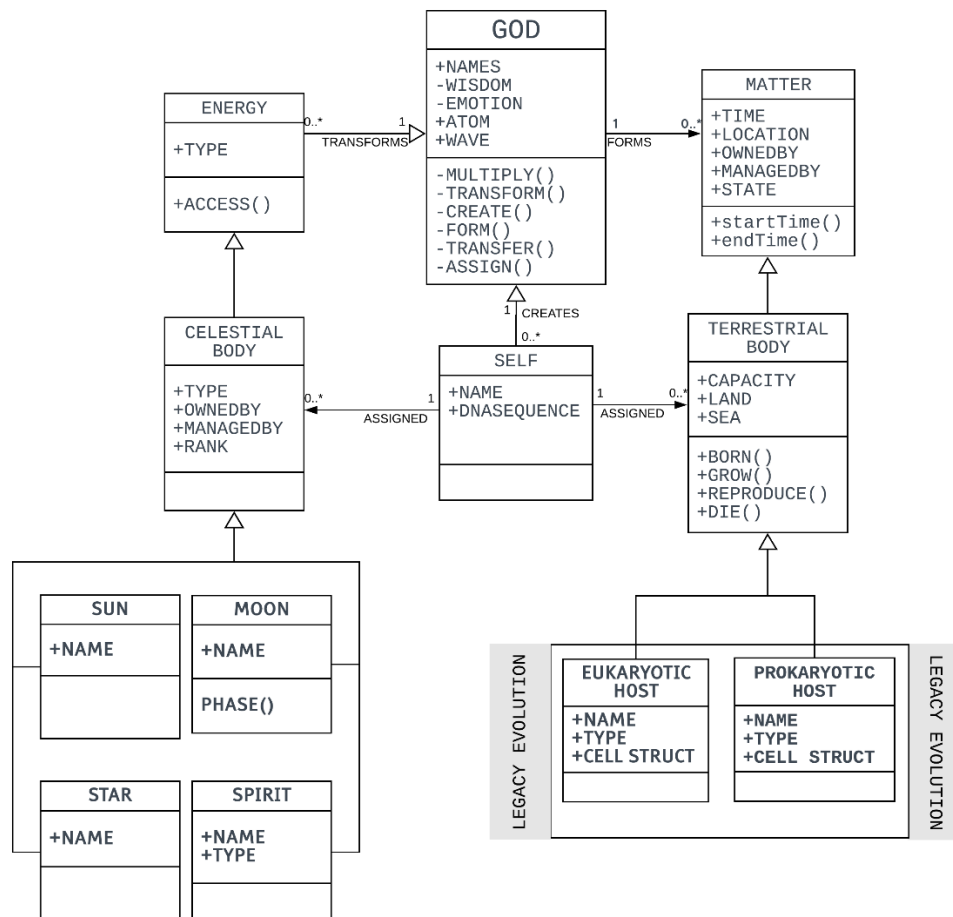 GOD
+NAMES
-WISDOM
-EMOTION
+ATOM
+WAVE
-MULTIPLY()
-TRANSFORM()
-CREATE()
-FORM()
-TRANSFER()
-ASSIGN()
ENERGY
+TYPE
+ACCESS()
0..*
1
TRANSFORMS
1
0..*
FORMS
MATTER
+TIME
+LOCATION
+OWNEDBY
+MANAGEDBY
+STATE
+startTime()
+endTime()
1
CREATES
0..*
CELESTIAL
BODY
+TYPE
+OWNEDBY
+MANAGEDBY
+RANK
0..*
1
ASSIGNED
SELF
+NAME
+DNASEQUENCE
1
0..*
ASSIGNED
TERRESTRIAL
BODY
+CAPACITY
+LAND
+SEA
+BORN()
+GROW()
+REPRODUCE()
+DIE()
SUN
+NAME
MOON
+NAME
PHASE()
STAR
+NAME
SPIRIT
+NAME
+TYPE
LEGACY EVOLUTION
EUKARYOTIC
HOST
+NAME
+TYPE
+CELL STRUCT
PROKARYOTIC
HOST
+NAME
+TYPE
+CELL STRUCT
LEGACY EVOLUTION